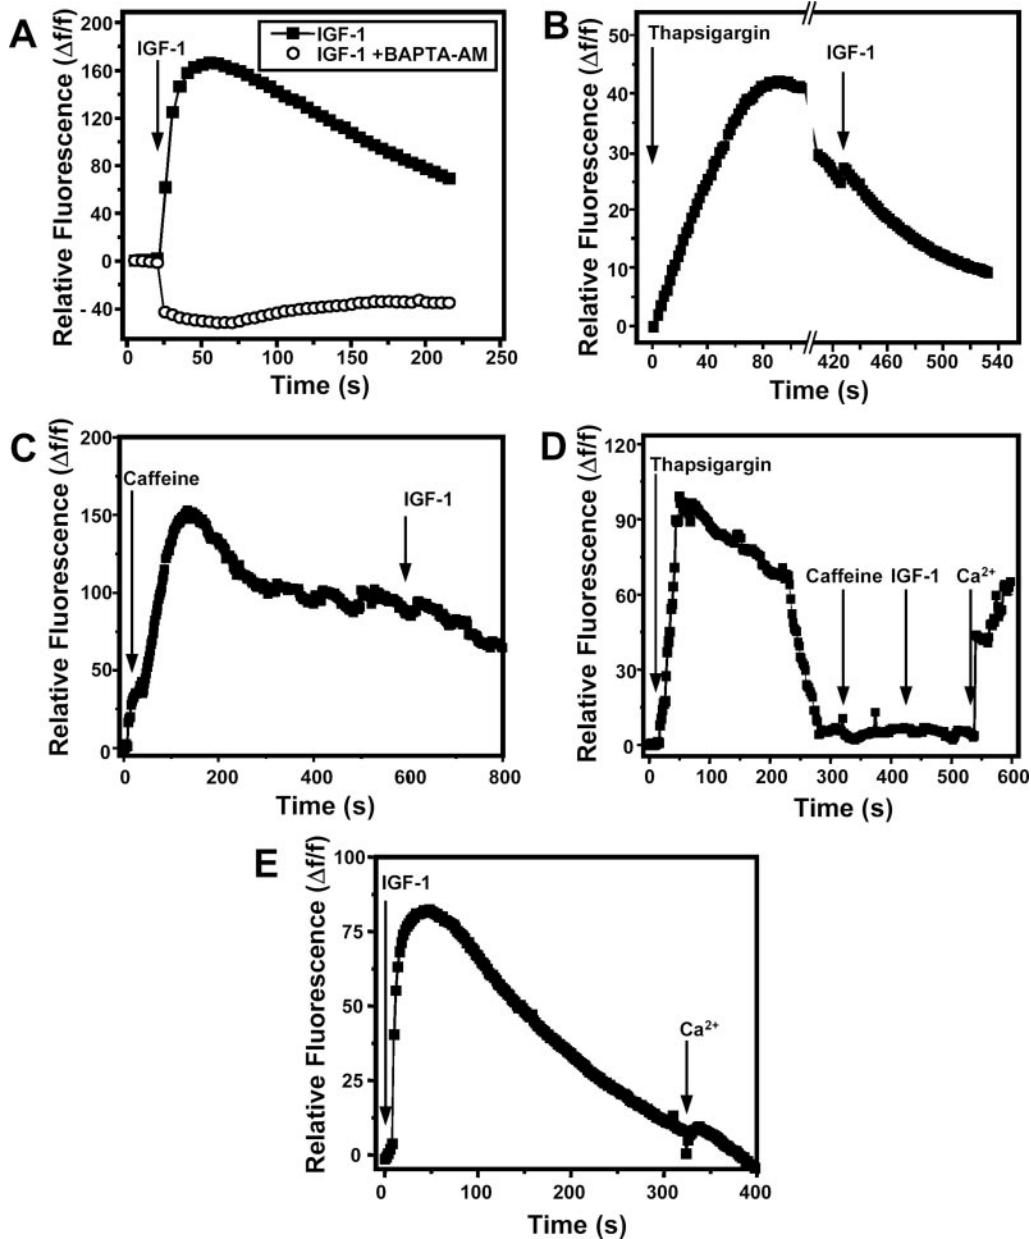 A
Relative Fluorescence (Δf/f)
200
160
120
80
40
0
-40
IGF-1
IGF-1
IGF-1 +BAPTA-AM
0 50 100 150 200 250
Time (s)
B
Relative Fluorescence (Δf/f)
50
40
30
20
10
0
Thapsigargin
IGF-1
0 40 80 420 460 500 540
Time (s)
C
Relative Fluorescence (Δf/f)
200
150
100
50
0
Caffeine
IGF-1
0 200 400 600 800
Time (s)
D
Relative Fluorescence (Δf/f)
120
90
60
30
0
Thapsigargin
Caffeine IGF-1 Ca²⁺
0 100 200 300 400 500 600
Time (s)
E
Relative Fluorescence (Δf/f)
100
75
50
25
0
IGF-1
Ca²⁺
0 100 200 300 400
Time (s)